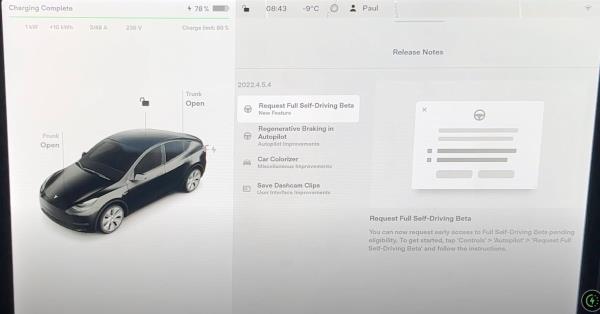 Charging Complete
78 %
1 kW +10 kWh 3/48 A 238 V Charge limit: 80 %
Trunk
Open
Frunk
Open
08:43 -9°C Paul
Release Notes
2022.4.5.4
Request Full Self-Driving Beta
New Feature
Regenerative Braking in
Autopilot
Autopilot Improvements
Car Colorizer
Miscellaneous Improvements
Save Dashcam Clips
User Interface Improvements
Request Full Self-Driving Beta
You can now request early access to Full Self-Driving Beta pending
eligibility. To get started, tap 'Controls' > 'Autopilot' > 'Request Full
Self-Driving Beta' and follow the instructions.